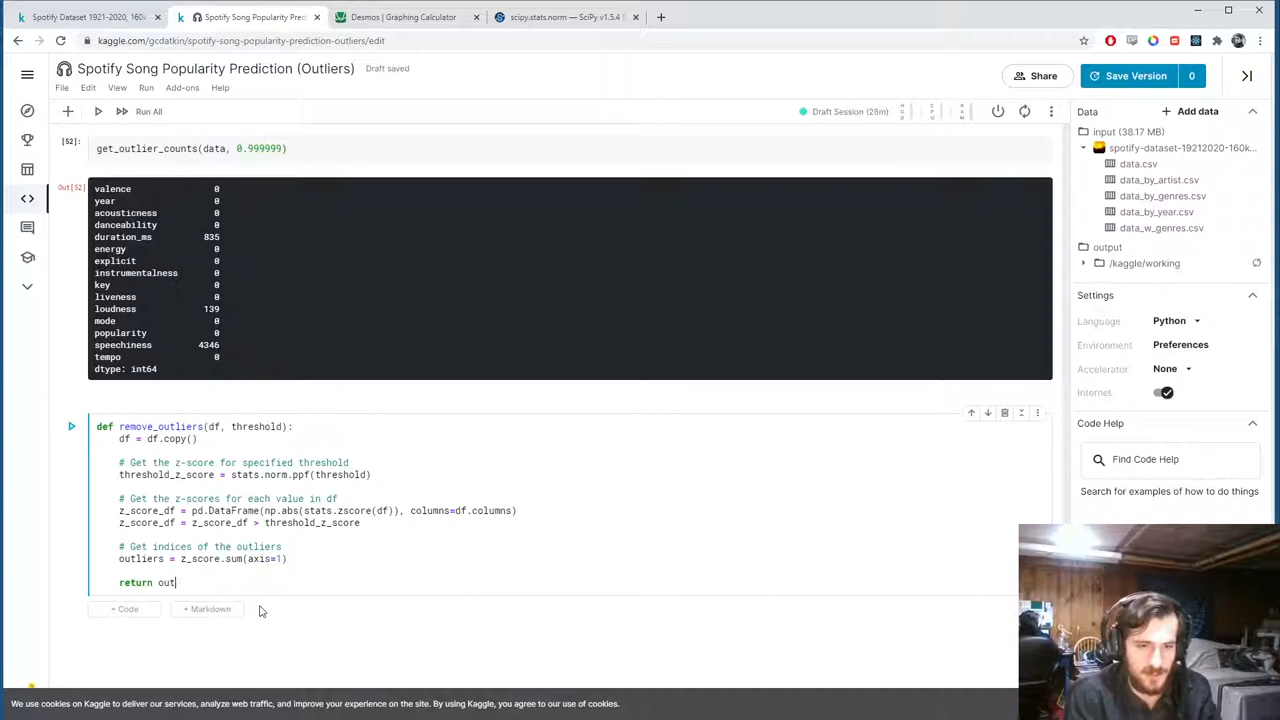 Spotify Dataset 1921-2020, 160k
Spotify Song Popularity Pred
Desmos | Graphing Calculator
scipy.stats.norm — SciPy v1.5.4
kaggle.com/gcdatkin/spotify-song-popularity-prediction-outliers/edit
Spotify Song Popularity Prediction (Outliers)
Draft saved
Share
Save Version
0
File Edit View Run Add-ons Help
Run All
Draft Session (28m)
[52]:
get_outlier_counts(data, 0.999999)
Out[52]
valence 0
year 0
acousticness 0
danceability 0
duration_ms 835
energy 0
explicit 0
instrumentalness 0
key 0
liveness 0
loudness 139
mode 0
popularity 0
speechiness 4346
tempo 0
dtype: int64
def remove_outliers(df, threshold):
df = df.copy()
# Get the z-score for specified threshold
threshold_z_score = stats.norm.ppf(threshold)
# Get the z-scores for each value in df
z_score_df = pd.DataFrame(np.abs(stats.zscore(df)), columns=df.columns)
z_score_df = z_score_df > threshold_z_score
# Get indices of the outliers
outliers = z_score.sum(axis=1)
return out
+ Code
+ Markdown
Data
Add data
input (38.17 MB)
spotify-dataset-19212020-160k...
data.csv
data_by_artist.csv
data_by_genres.csv
data_by_year.csv
data_w_genres.csv
output
/kaggle/working
Settings
Language Python
Environment Preferences
Accelerator None
Internet
Code Help
Find Code Help
Search for examples of how to do things
We use cookies on Kaggle to deliver our services, analyze web traffic, and improve your experience on the site. By using Kaggle, you agree to our use of cookies.